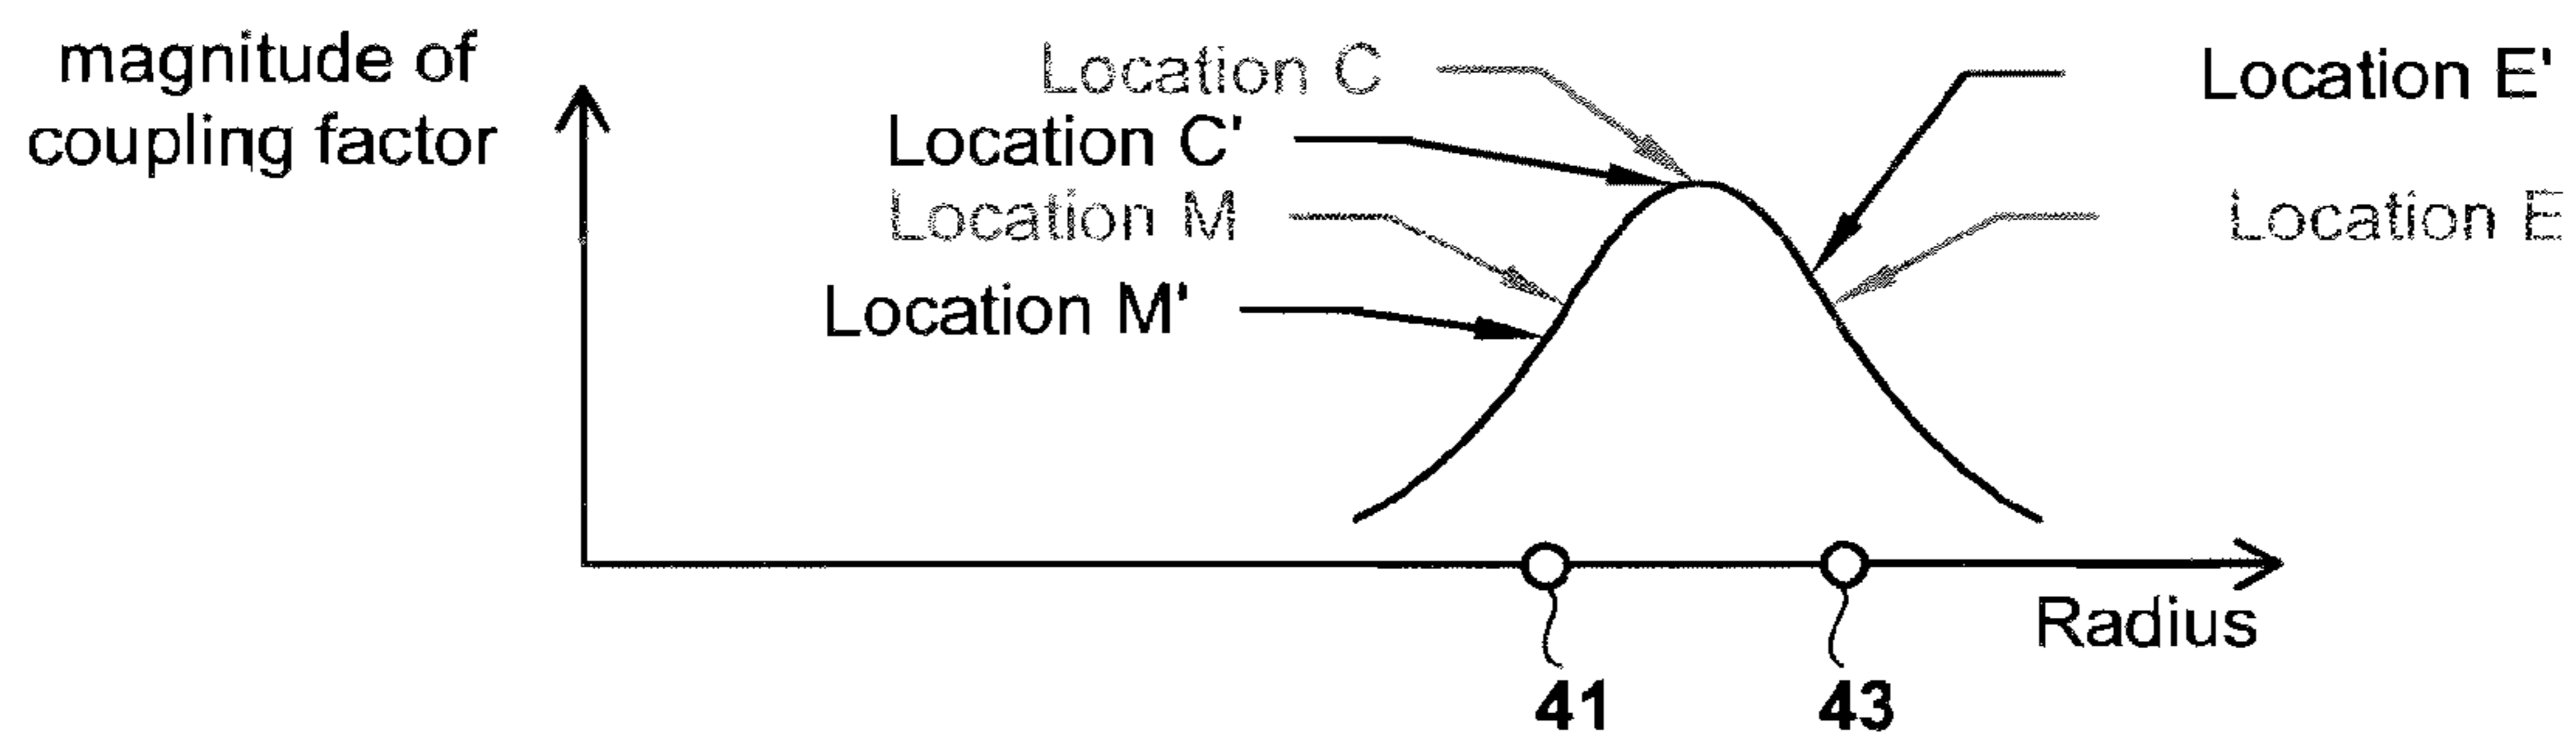 magnitude of
coupling factor
Location C
Location C'
Location M
Location M'
Location E'
Location E
Radius
41
43